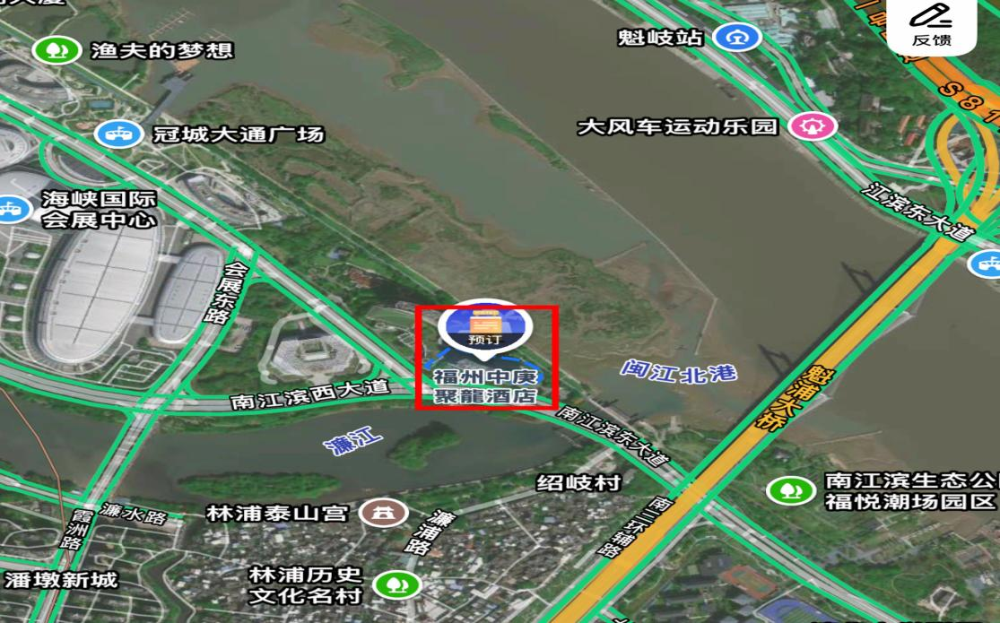 渔夫的梦想
魁岐站
反馈
S81
冠城大通广场
大风车运动乐园
海峡国际
会展中心
江滨东大道
会展东路
预订
福州中庚
聚龍酒店
闽江北港
魁浦大桥
南江滨西大道
濂江
南江滨东大道
绍岐村
南江滨生态公
福悦潮场园区
濂水路
霞洲路
林浦泰山宫
濂浦路
南三环辅路
潘墩新城
林浦历史
文化名村